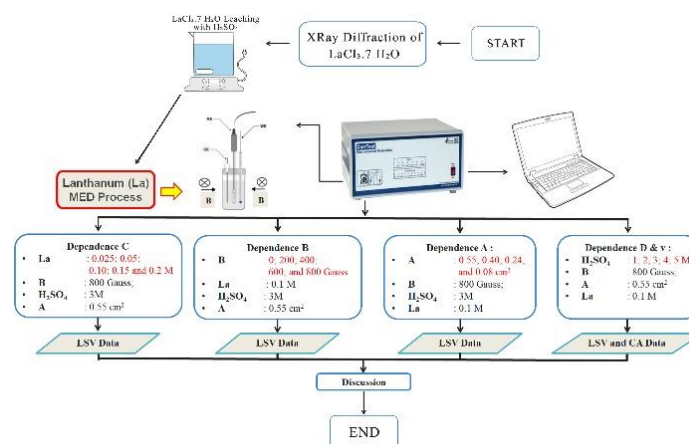 LaCl₃.7 H₂O Leaching
with H₂SO₄
XRay Diffraction of
LaCl₃.7 H₂O
START
Lanthanum (La)
MED Process
B
B
Dependence C
• La : 0.025; 0.05;
0.10; 0.15 and 0.2 M
• B : 800 Gauss;
• H₂SO₄ : 3M
• A : 0.55 cm²
Dependence B
• B : 0; 200; 400;
600; and 800 Gauss
• La : 0.1 M
• H₂SO₄ : 3M
• A : 0.55 cm²
Dependence A :
• A : 0.55; 0.40; 0.24,
and 0.08 cm²
• B : 800 Gauss;
• H₂SO₄ : 3M
• La : 0.1 M
Dependence D & v :
• H₂SO₄ : 1; 2; 3; 4; 5 M
• B : 800 Gauss;
• A : 0.55 cm²
• La : 0.1 M
LSV Data
LSV Data
LSV Data
LSV and CA Data
Discussion
END